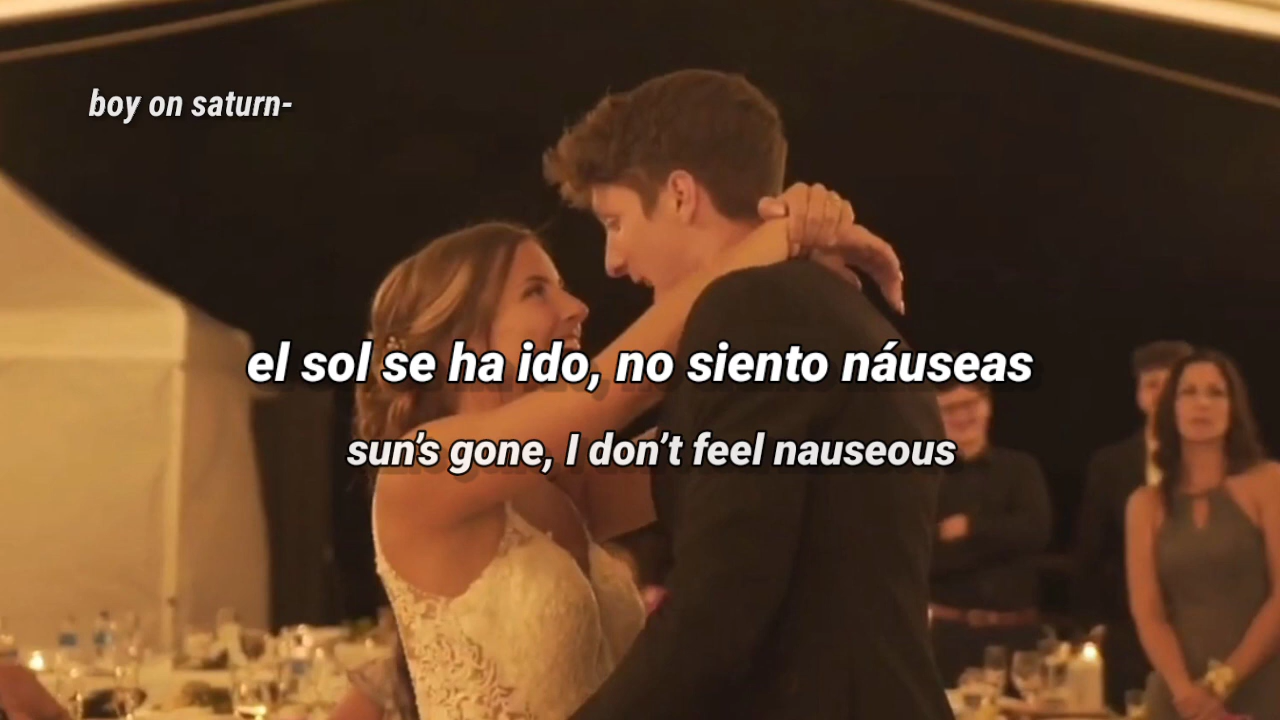 boy on saturn-
el sol se ha ido, no siento náuseas
sun’s gone, I don’t feel nauseous